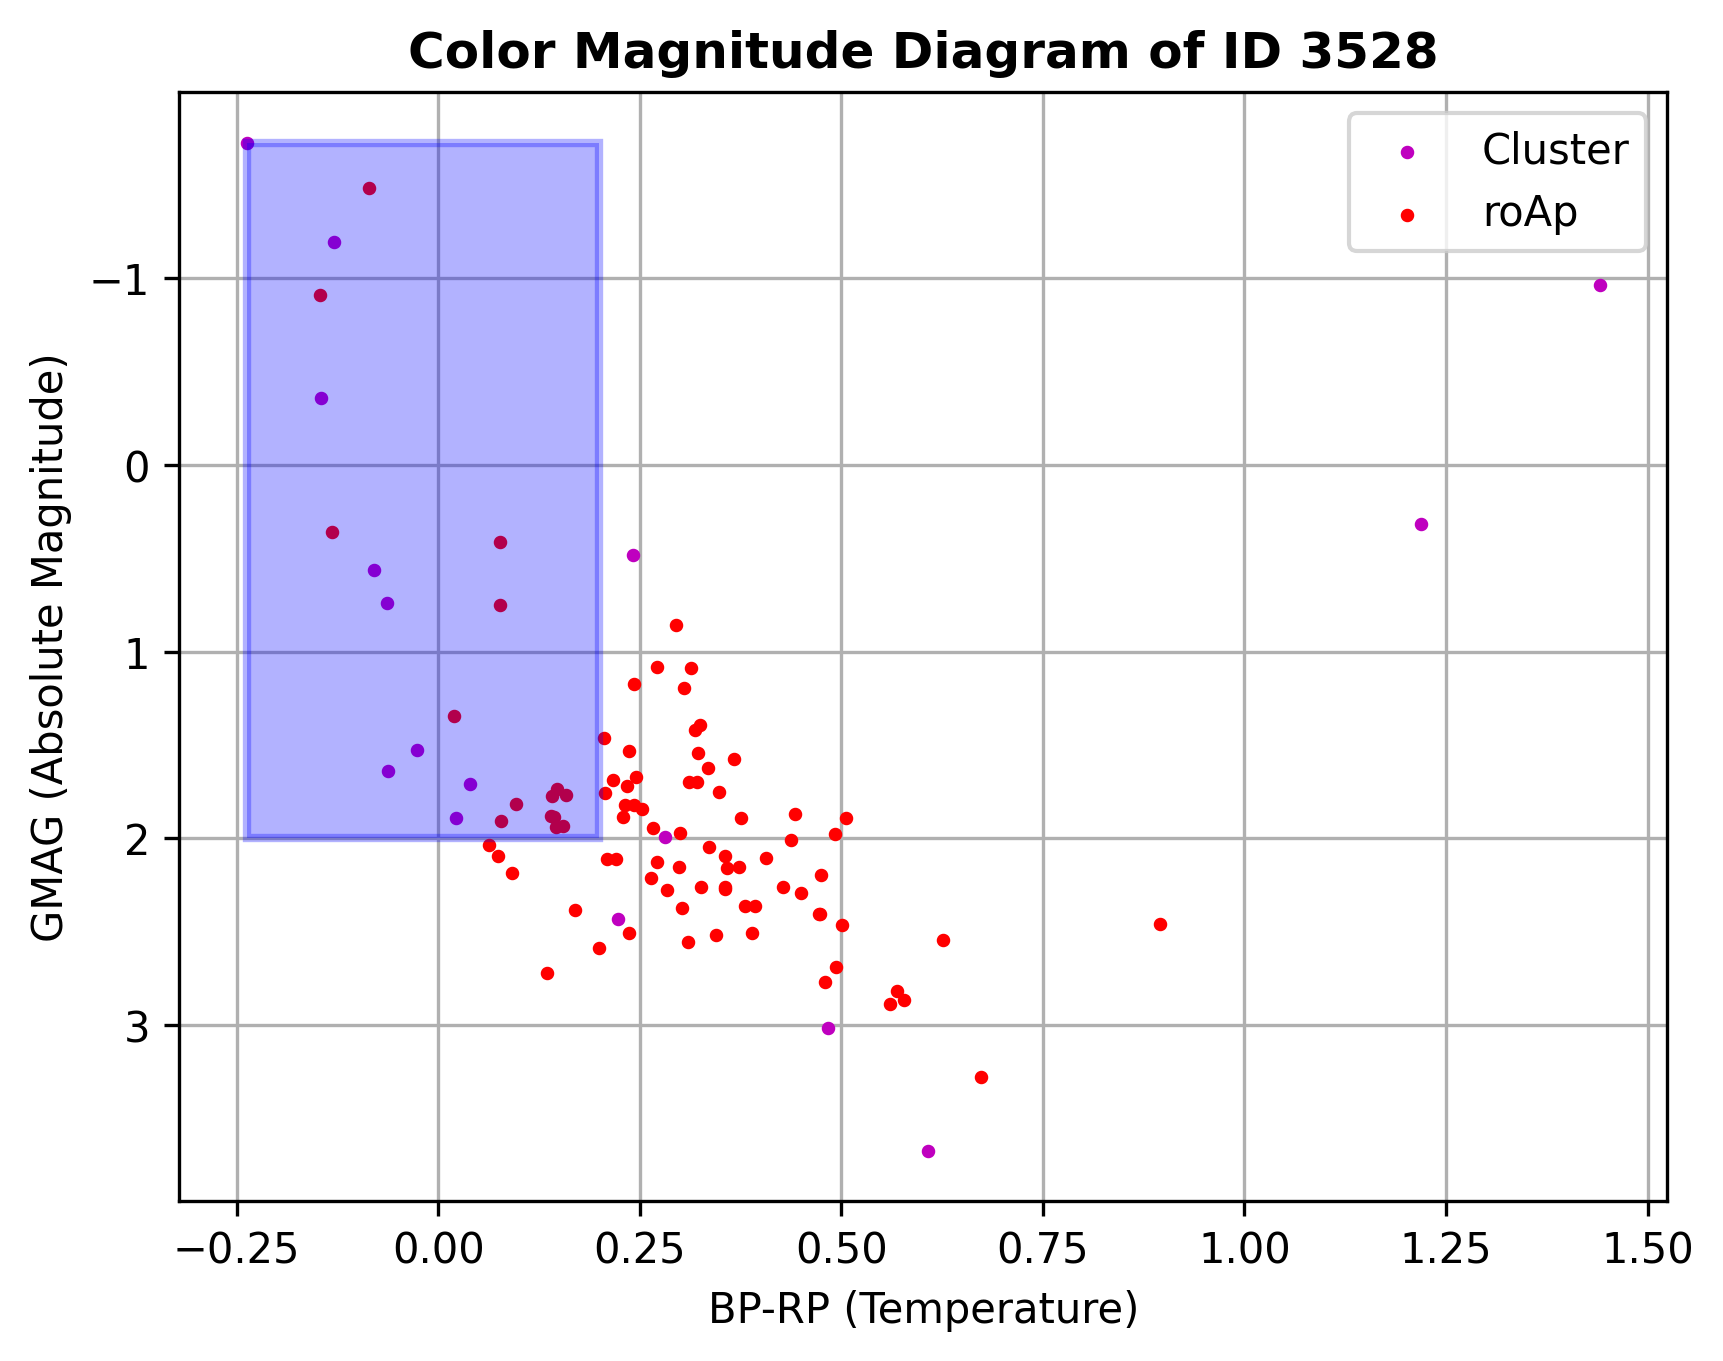 Color Magnitude Diagram of ID 3528
Cluster
roAp
GMAG (Absolute Magnitude)
−1
0
1
2
3
−0.25 0.00 0.25 0.50 0.75 1.00 1.25 1.50
BP-RP (Temperature)